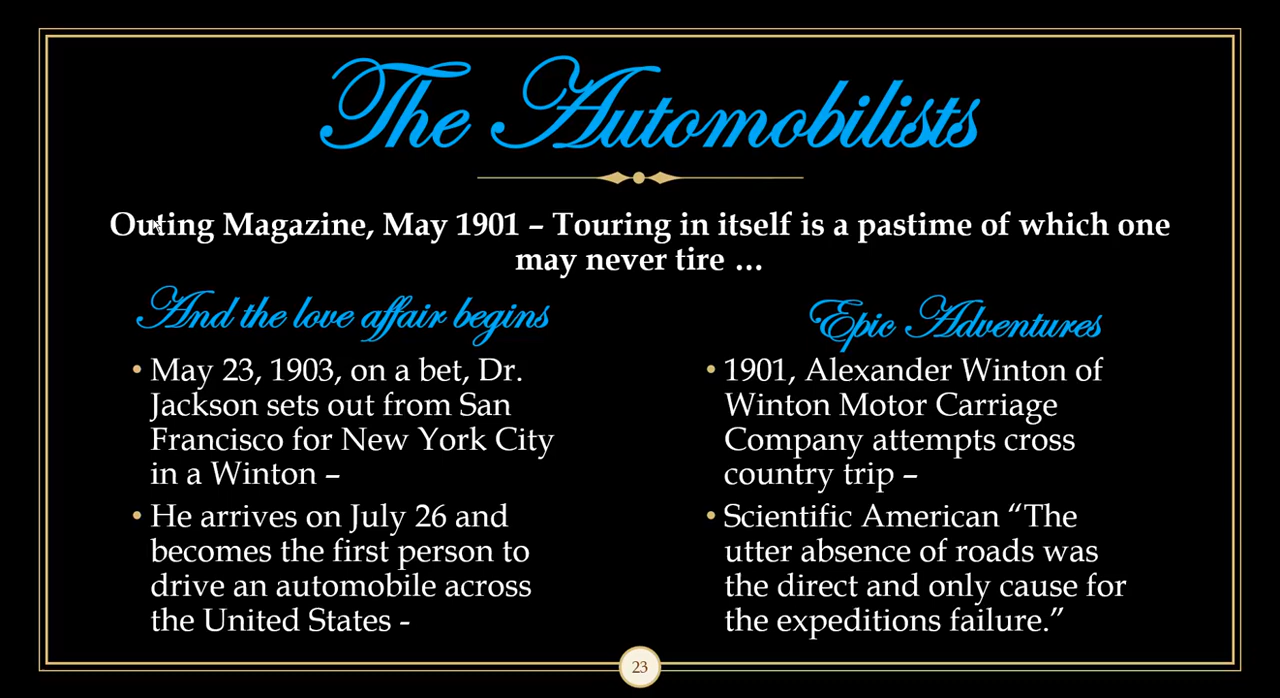 The Automobilists
Outing Magazine, May 1901 – Touring in itself is a pastime of which one
may never tire …
And the love affair begins
• May 23, 1903, on a bet, Dr.
Jackson sets out from San
Francisco for New York City
in a Winton –
• He arrives on July 26 and
becomes the first person to
drive an automobile across
the United States -
Epic Adventures
• 1901, Alexander Winton of
Winton Motor Carriage
Company attempts cross
country trip –
• Scientific American “The
utter absence of roads was
the direct and only cause for
the expeditions failure.”
23